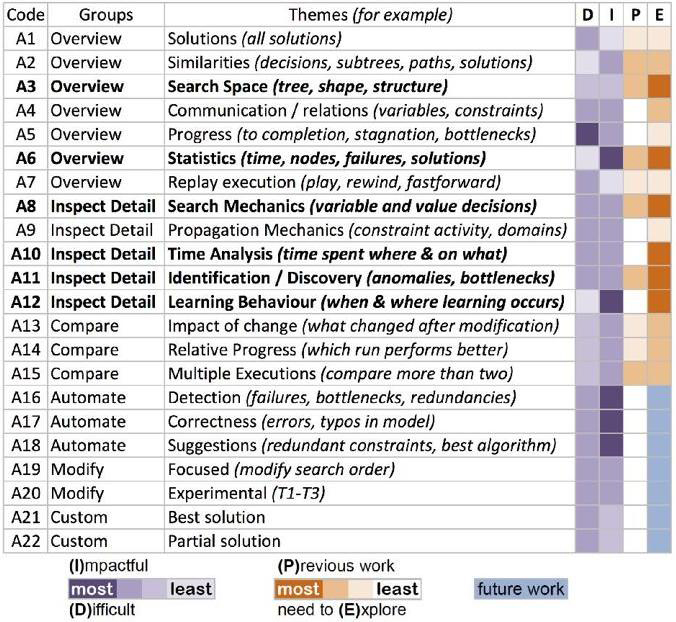 Code Groups Themes (for example) D I P E
A1 Overview Solutions (all solutions)
A2 Overview Similarities (decisions, subtrees, paths, solutions)
A3 Overview Search Space (tree, shape, structure)
A4 Overview Communication / relations (variables, constraints)
A5 Overview Progress (to completion, stagnation, bottlenecks)
A6 Overview Statistics (time, nodes, failures, solutions)
A7 Overview Replay execution (play, rewind, fastforward)
A8 Inspect Detail Search Mechanics (variable and value decisions)
A9 Inspect Detail Propagation Mechanics (constraint activity, domains)
A10 Inspect Detail Time Analysis (time spent where & on what)
A11 Inspect Detail Identification / Discovery (anomalies, bottlenecks)
A12 Inspect Detail Learning Behaviour (when & where learning occurs)
A13 Compare Impact of change (what changed after modification)
A14 Compare Relative Progress (which run performs better)
A15 Compare Multiple Executions (compare more than two)
A16 Automate Detection (failures, bottlenecks, redundancies)
A17 Automate Correctness (errors, typos in model)
A18 Automate Suggestions (redundant constraints, best algorithm)
A19 Modify Focused (modify search order)
A20 Modify Experimental (T1-T3)
A21 Custom Best solution
A22 Custom Partial solution
(I)mpactful (P)revious work
most least most least future work
(D)ifficult need to (E)xplore